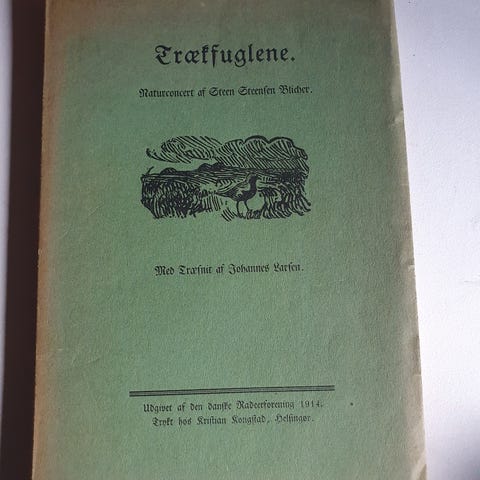 Trækfuglene.
Naturconcert af Steen Steensen Blicher.
Med Træsnit af Johannes Larsen.
Udgivet af den danske Radeerforening 1914.
Trykt hos Kristian Kongstad, Helsingør.